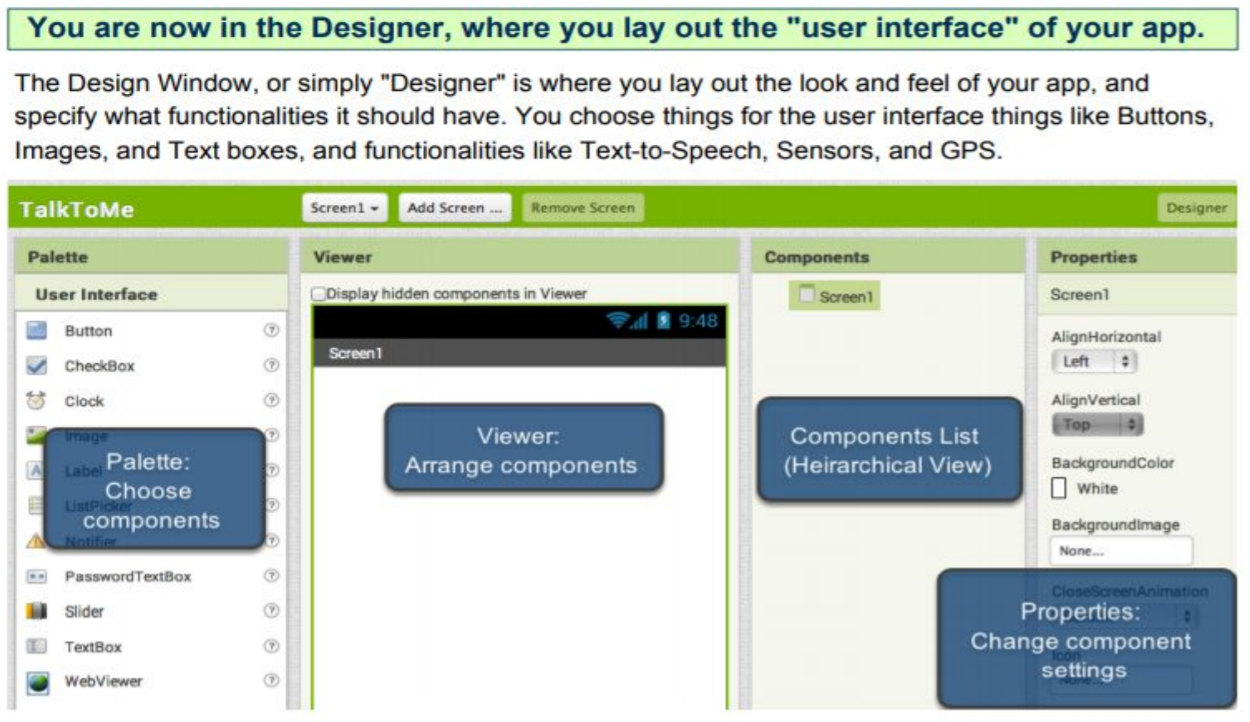 You are now in the Designer, where you lay out the "user interface" of your app.
The Design Window, or simply "Designer" is where you lay out the look and feel of your app, and
specify what functionalities it should have. You choose things for the user interface things like Buttons,
Images, and Text boxes, and functionalities like Text-to-Speech, Sensors, and GPS.
TalkToMe
Screen1
Add Screen ...
Remove Screen
Designer
Palette
User Interface
Button
CheckBox
Clock
Image
Label
ListPicker
Notifier
PasswordTextBox
Slider
TextBox
WebViewer
Palette:
Choose
components
Viewer
Display hidden components in Viewer
9:48
Screen1
Viewer:
Arrange components
Components
Screen1
Components List
(Heirarchical View)
Properties
Screen1
AlignHorizontal
Left
AlignVertical
Top
BackgroundColor
White
BackgroundImage
None...
CloseScreenAnimation
Icon
None...
Properties:
Change component
settings